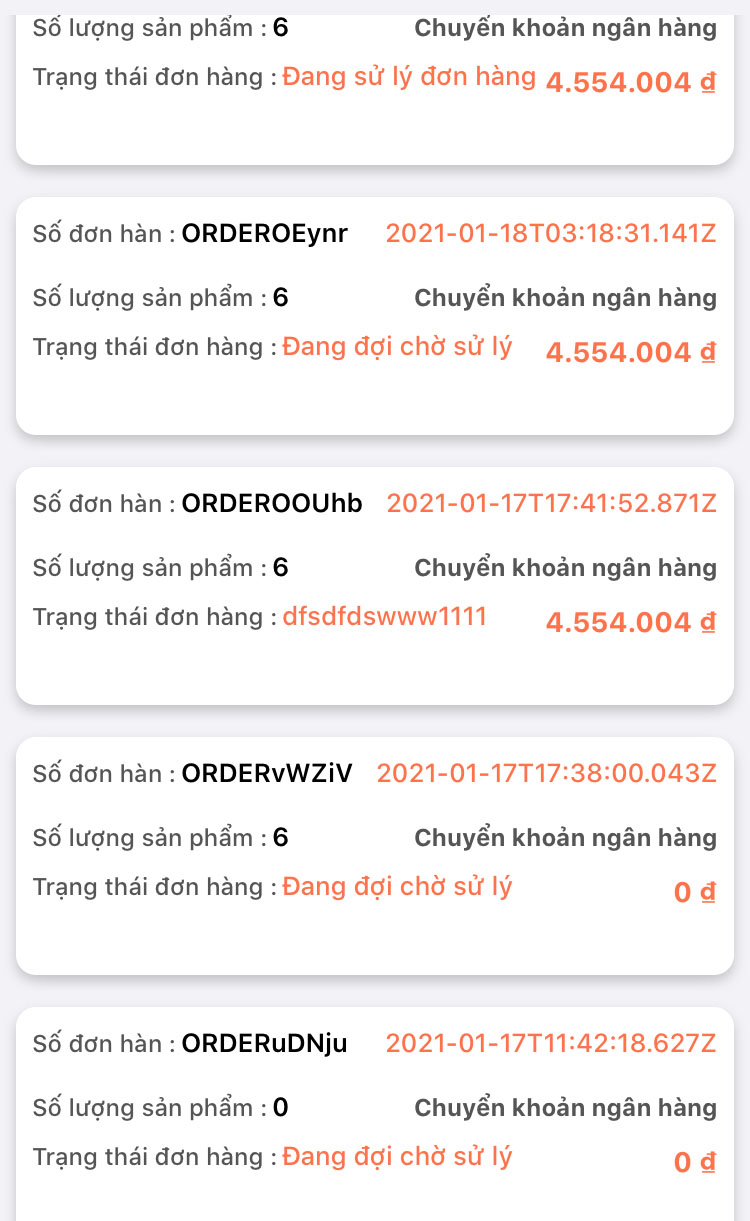 Số lượng sản phẩm : 6 Chuyển khoản ngân hàng
Trạng thái đơn hàng : Đang sử lý đơn hàng 4.554.004 ₫
Số đơn hàn : ORDEROEynr 2021-01-18T03:18:31.141Z
Số lượng sản phẩm : 6 Chuyển khoản ngân hàng
Trạng thái đơn hàng : Đang đợi chờ sử lý 4.554.004 ₫
Số đơn hàn : ORDEROOUhb 2021-01-17T17:41:52.871Z
Số lượng sản phẩm : 6 Chuyển khoản ngân hàng
Trạng thái đơn hàng : dfsdfdswww1111 4.554.004 ₫
Số đơn hàn : ORDERvWZiV 2021-01-17T17:38:00.043Z
Số lượng sản phẩm : 6 Chuyển khoản ngân hàng
Trạng thái đơn hàng : Đang đợi chờ sử lý 0 ₫
Số đơn hàn : ORDERuDNju 2021-01-17T11:42:18.627Z
Số lượng sản phẩm : 0 Chuyển khoản ngân hàng
Trạng thái đơn hàng : Đang đợi chờ sử lý 0 ₫